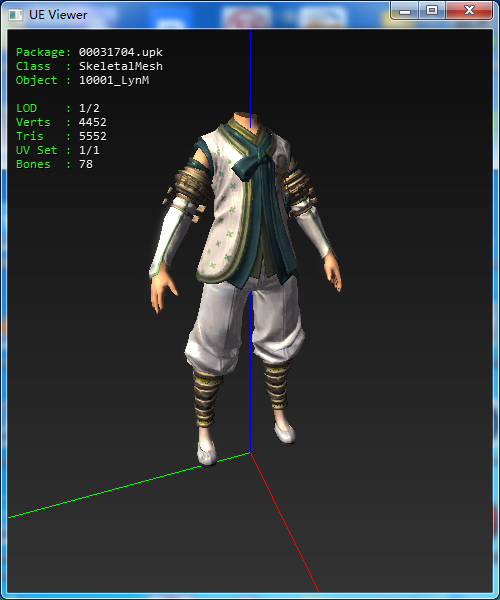 UE Viewer
Package: 00031704.upk
Class : SkeletalMesh
Object : 10001_LynM
LOD : 1/2
Verts : 4452
Tris : 5552
UV Set : 1/1
Bones : 78